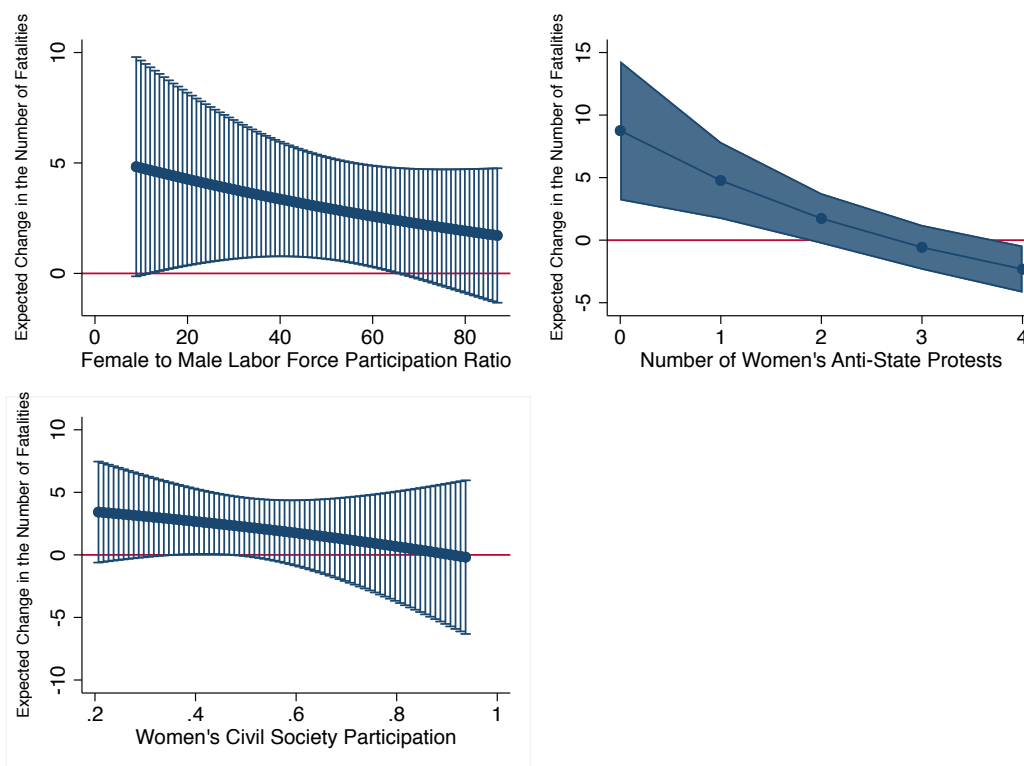 Expected Change in the Number of Fatalities
10
5
0
0 20 40 60 80
Female to Male Labor Force Participation Ratio
Expected Change in the Number of Fatalities
15
10
5
0
-5
0 1 2 3 4
Number of Women's Anti-State Protests
Expected Change in the Number of Fatalities
10
5
0
-5
-10
.2 .4 .6 .8 1
Women's Civil Society Participation